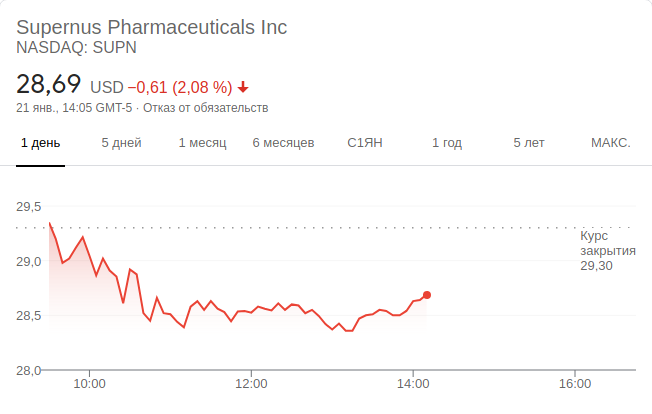 Supernus Pharmaceuticals Inc
NASDAQ: SUPN
28,69 USD −0,61 (2,08 %)
21 янв., 14:05 GMT-5 · Отказ от обязательств
1 день 5 дней 1 месяц 6 месяцев С1ЯН 1 год 5 лет МАКС.
29,5
Курс
закрытия
29,30
29,0
28,5
28,0
10:00 12:00 14:00 16:00